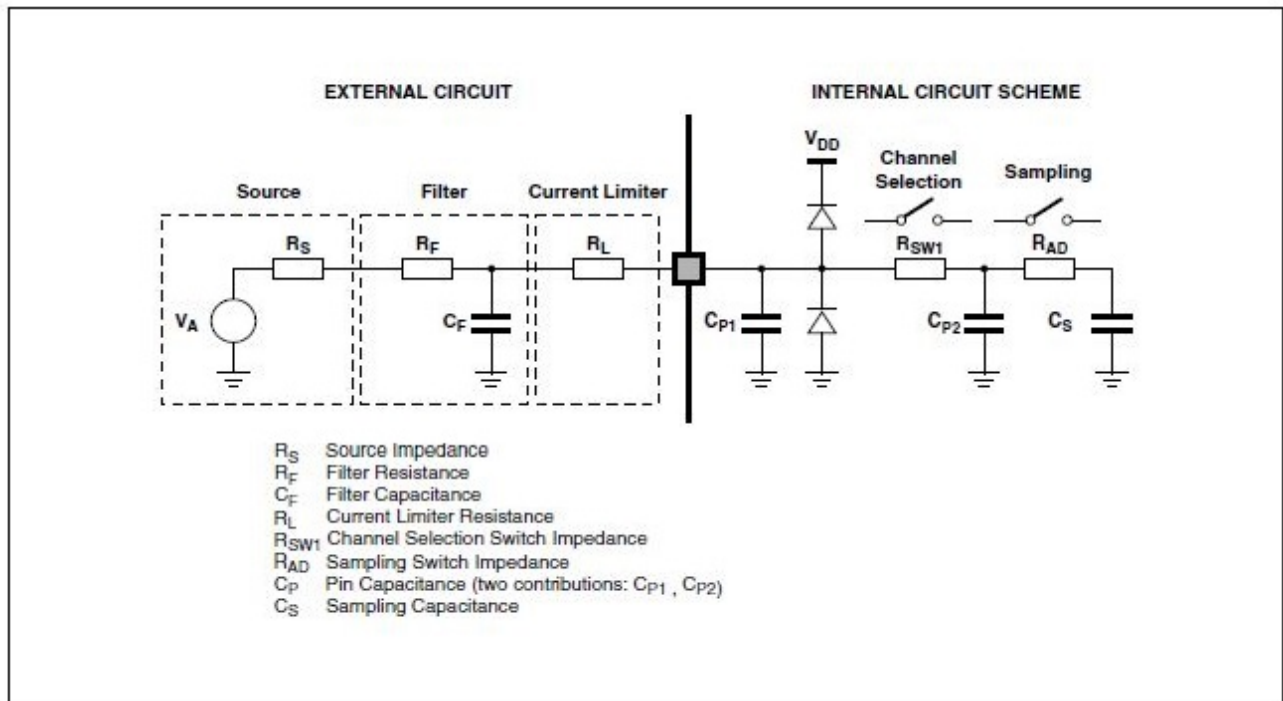 EXTERNAL CIRCUIT
INTERNAL CIRCUIT SCHEME
Source
Filter
Current Limiter
VDD
Channel
Selection
Sampling
RS
RF
RL
RSW1
RAD
VA
CF
CP1
CP2
CS
RS Source Impedance
RF Filter Resistance
CF Filter Capacitance
RL Current Limiter Resistance
RSW1 Channel Selection Switch Impedance
RAD Sampling Switch Impedance
CP Pin Capacitance (two contributions: CP1 , CP2)
CS Sampling Capacitance